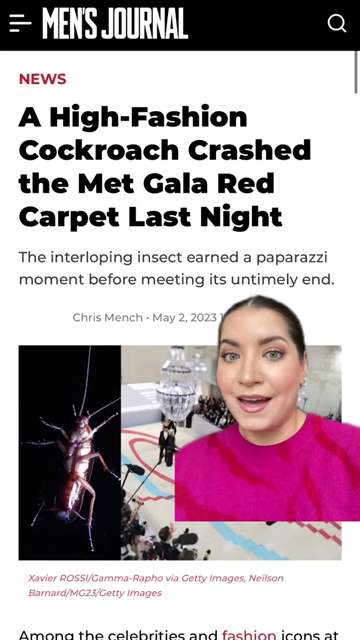 MEN'S JOURNAL
NEWS
A High-Fashion
Cockroach Crashed
the Met Gala Red
Carpet Last Night
The interloping insect earned a paparazzi
moment before meeting its untimely end.
Chris Mench • May 2, 2023
Xavier ROSSI/Gamma-Rapho via Getty Images, Neilson
Barnard/MG23/Getty Images
Among the celebrities and fashion icons at